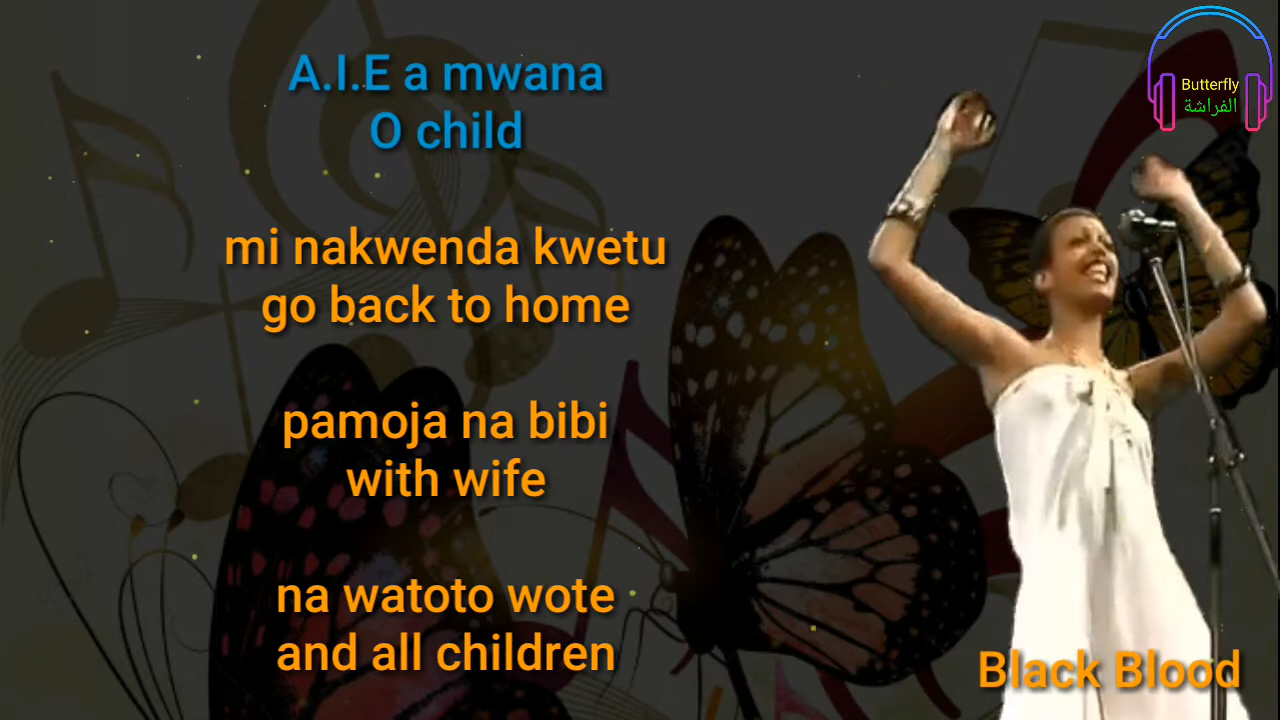 A.I.E a mwana
O child
mi nakwenda kwetu
go back to home
pamoja na bibi
with wife
na watoto wote
and all children
Butterfly
الفراشة
Black Blood